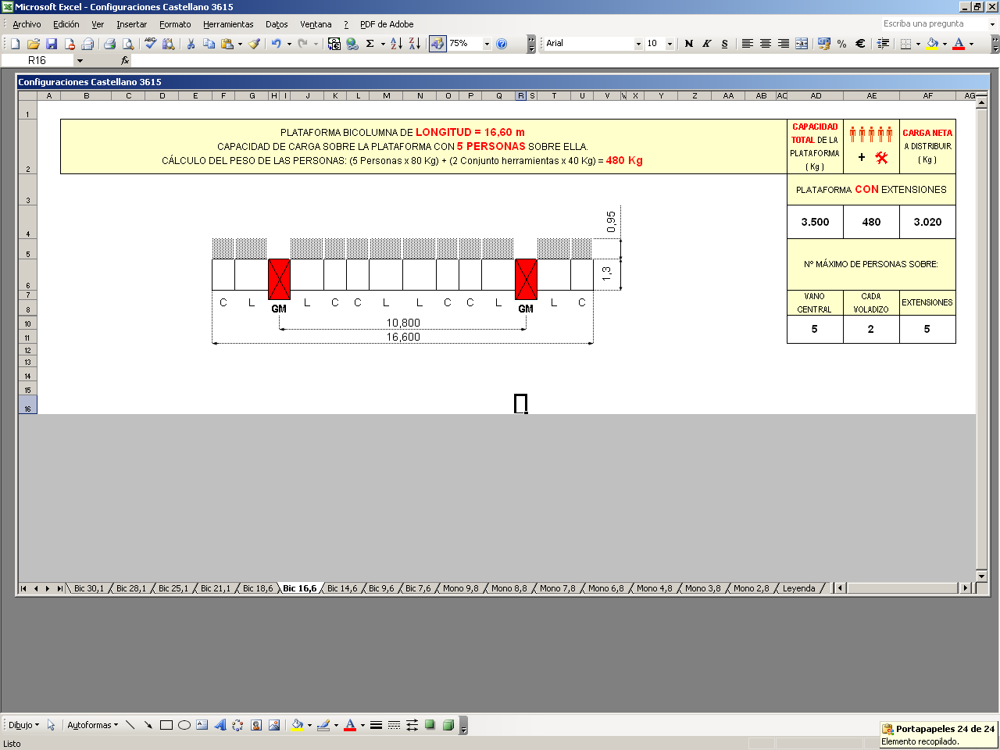 Microsoft Excel - Configuraciones Castellano 3615
Archivo Edición Ver Insertar Formato Herramientas Datos Ventana ? PDF de Adobe Escriba una pregunta
75% Arial 10 N K S % €
R16 fx
Configuraciones Castellano 3615
A B C D E F G H I J K L M N O P Q R S T U V W X Y Z AA AB AC AD AE AF AG
1
2
3
4
5
6
7
8
10
11
12
13
14
15
16
PLATAFORMA BICOLUMNA DE LONGITUD = 16,60 m
CAPACIDAD DE CARGA SOBRE LA PLATAFORMA CON 5 PERSONAS SOBRE ELLA.
CÁLCULO DEL PESO DE LAS PERSONAS: (5 Personas x 80 Kg) + (2 Conjunto herramientas x 40 Kg) = 480 Kg
CAPACIDAD
TOTAL DE LA
PLATAFORMA
( Kg )
+
CARGA NETA
A DISTRIBUIR
( Kg )
PLATAFORMA CON EXTENSIONES
3.500 480 3.020
Nº MÁXIMO DE PERSONAS SOBRE:
VANO
CENTRAL
CADA
VOLADIZO
EXTENSIONES
5 2 5
0,95
1,3
C L L C C L L C C L L C
GM GM
10,800
16,600
Bic 30,1 Bic 28,1 Bic 25,1 Bic 21,1 Bic 18,6 Bic 16,6 Bic 14,6 Bic 9,6 Bic 7,6 Mono 9,8 Mono 8,8 Mono 7,8 Mono 6,8 Mono 4,8 Mono 3,8 Mono 2,8 Leyenda
Dibujo Autoformas
Listo
Portapapeles 24 de 24
Elemento recopilado.